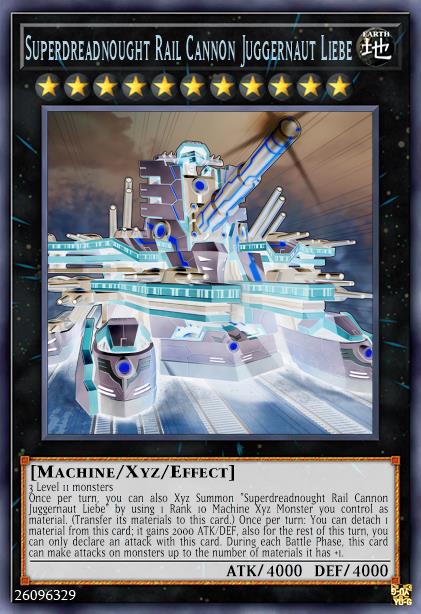 Superdreadnought Rail Cannon Juggernaut Liebe
EARTH
地
[Machine/Xyz/Effect]
3 Level 11 monsters
Once per turn, you can also Xyz Summon "Superdreadnought Rail Cannon
Juggernaut Liebe" by using 1 Rank 10 Machine Xyz Monster you control as
material. (Transfer its materials to this card.) Once per turn: You can detach 1
material from this card; it gains 2000 ATK/DEF, also for the rest of this turn, you
can only declare an attack with this card. During each Battle Phase, this card
can make attacks on monsters up to the number of materials it has +1.
ATK/4000 DEF/4000
26096329